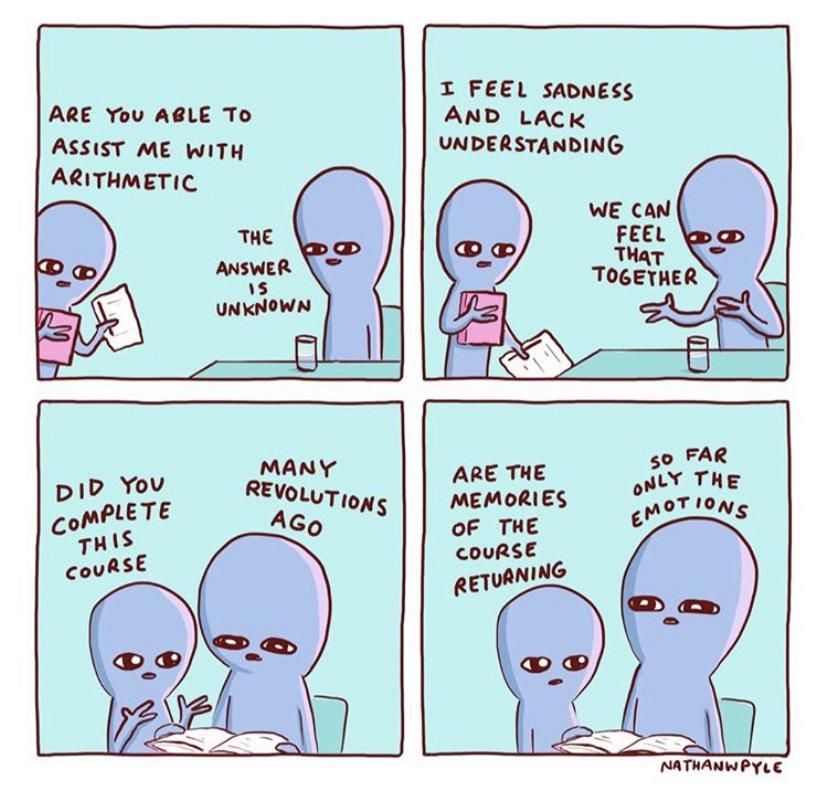 ARE YOU ABLE TO
ASSIST ME WITH
ARITHMETIC
THE
ANSWER
IS
UNKNOWN
I FEEL SADNESS
AND LACK
UNDERSTANDING
WE CAN
FEEL
THAT
TOGETHER
DID YOU
COMPLETE
THIS
COURSE
MANY
REVOLUTIONS
AGO
ARE THE
MEMORIES
OF THE
COURSE
RETURNING
SO FAR
ONLY THE
EMOTIONS
NATHANWPYLE